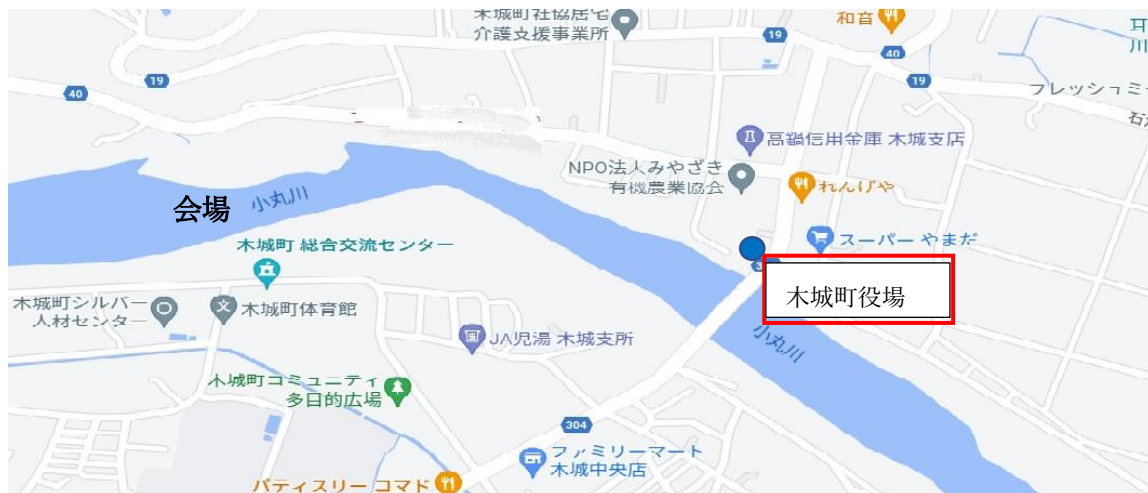 木城町社協居宅
介護支援事業所
和音
19
40
19
19
40
フレッシュミー
高鍋信用金庫 木城支店
NPO法人みやざき
有機農業協会
れんげや
会場
小丸川
スーパー やまだ
木城町 総合交流センター
木城町役場
木城町シルバー
人材センター
木城町体育館
JA児湯 木城支所
小丸川
木城町コミュニティ
多目的広場
304
ファミリーマート
木城中央店
パティスリー コマド